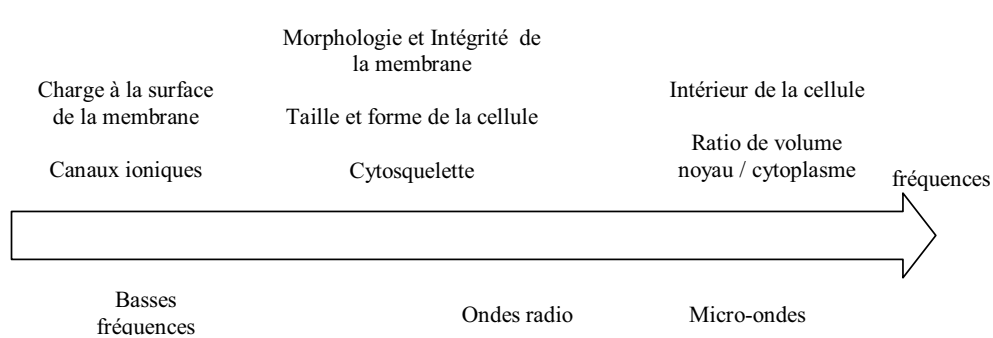 Morphologie et Intégrité de
la membrane
Charge à la surface
de la membrane
Intérieur de la cellule
Taille et forme de la cellule
Ratio de volume
noyau / cytoplasme
Canaux ioniques
Cytosquelette
fréquences
Basses
fréquences
Ondes radio
Micro-ondes